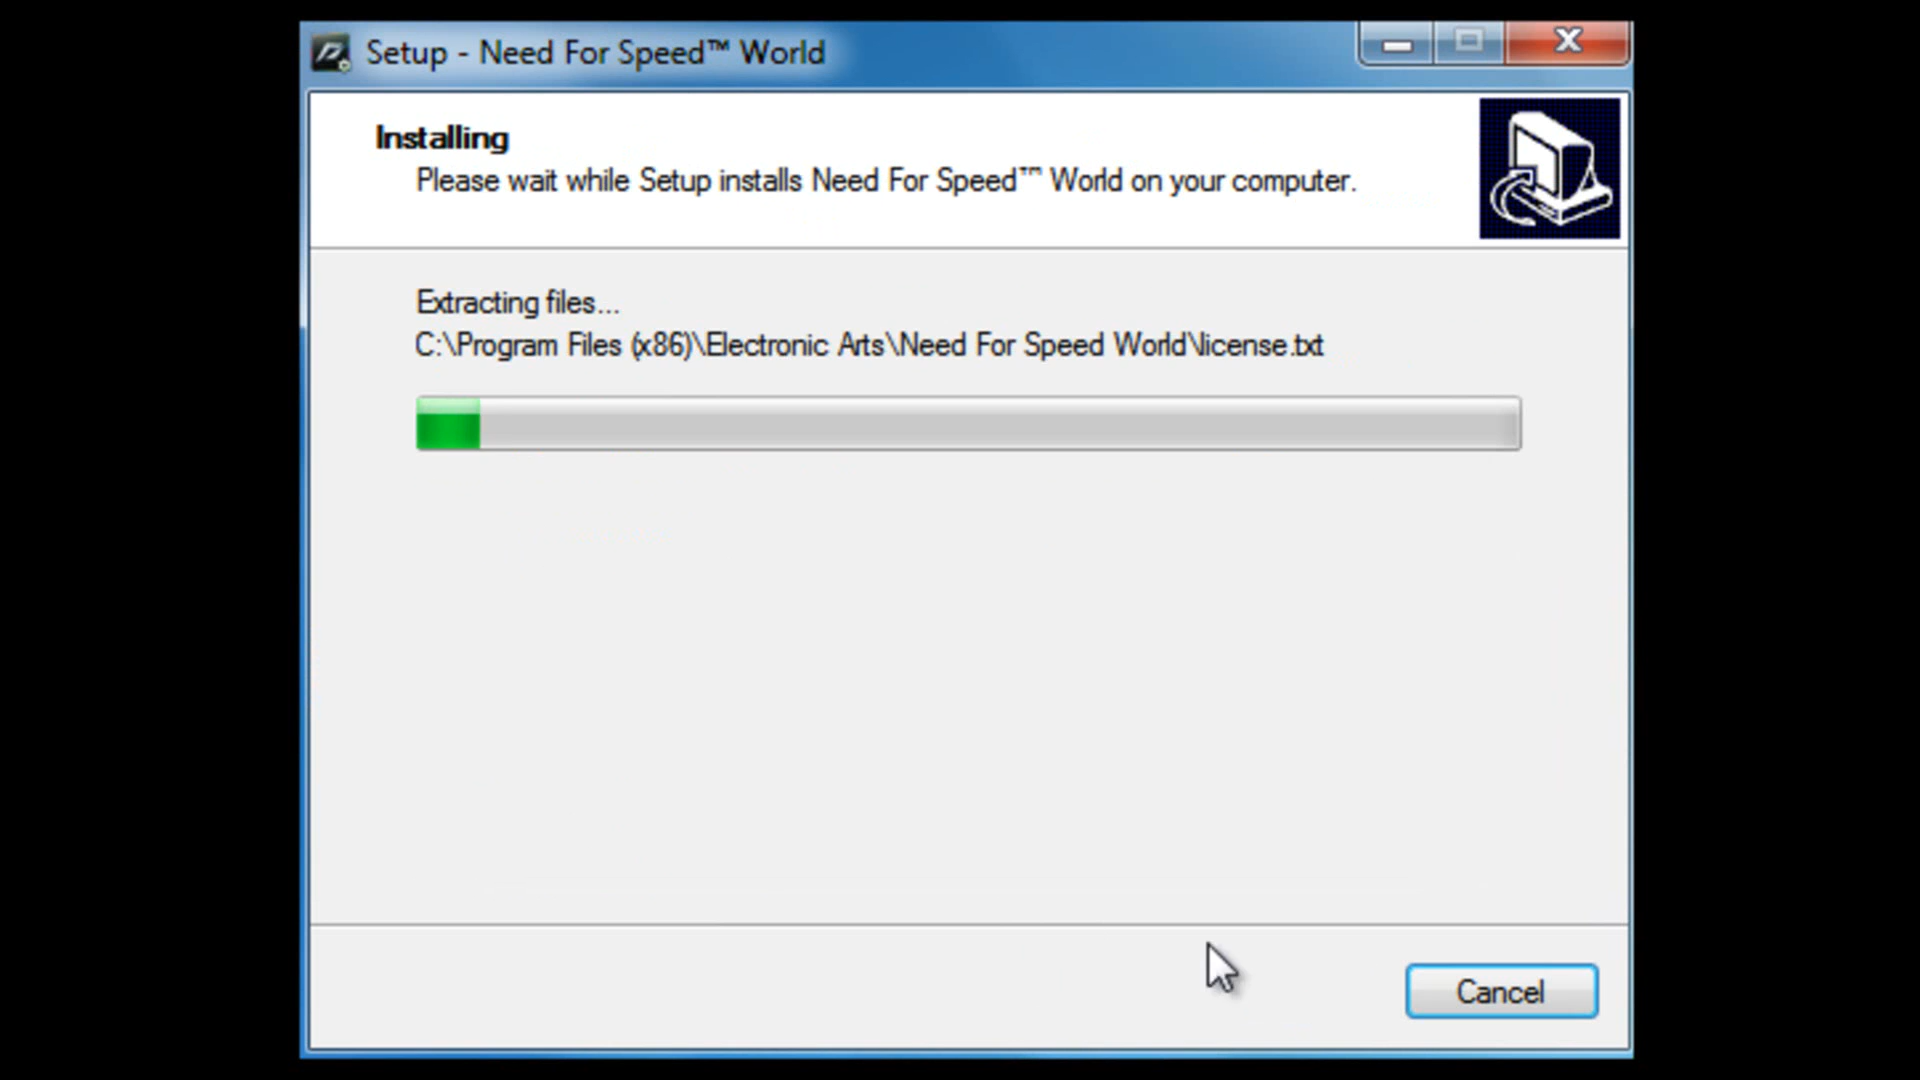 Setup - Need For Speed™ World
Installing
Please wait while Setup installs Need For Speed™ World on your computer.
Extracting files...
C:\Program Files (x86)\Electronic Arts\Need For Speed World\license.txt
Cancel